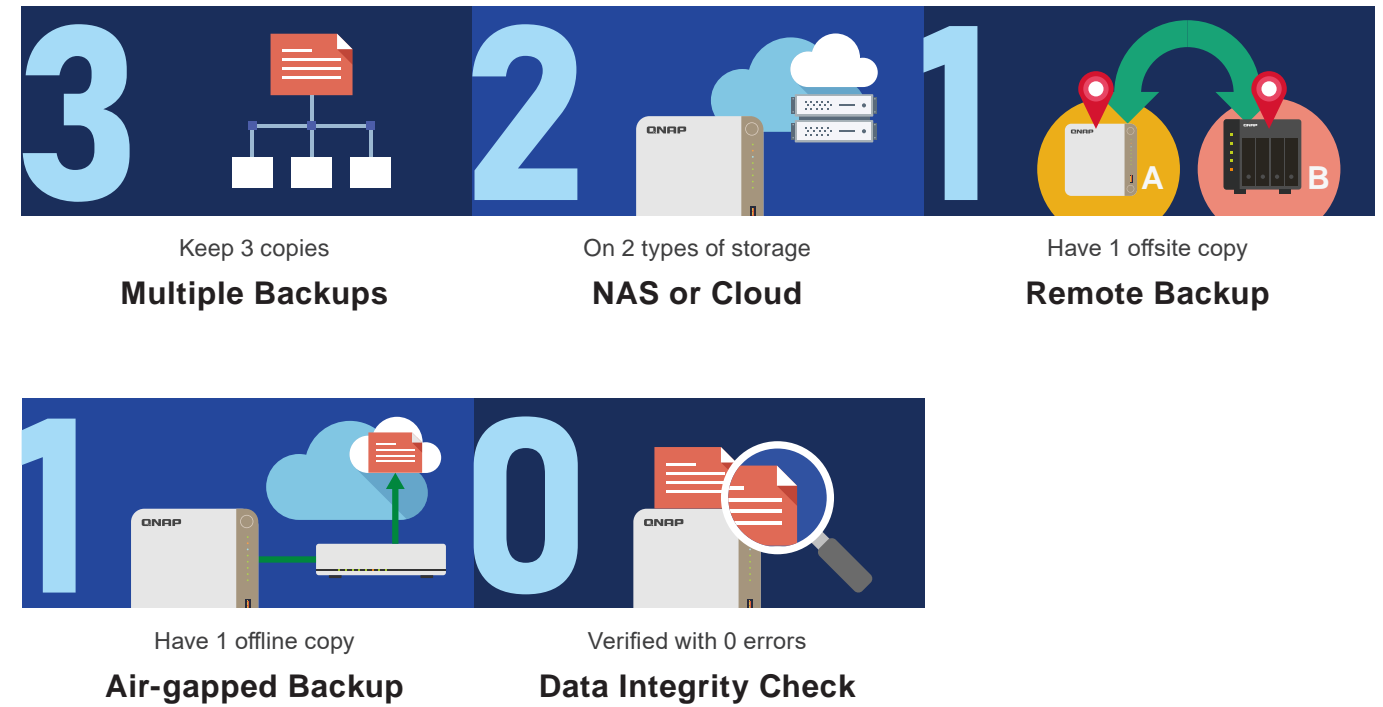 3
QNAP
2
1
QNAP
A
QNAP
B
Keep 3 copies
Multiple Backups
On 2 types of storage
NAS or Cloud
Have 1 offsite copy
Remote Backup
1
QNAP
0
QNAP
Have 1 offline copy
Air-gapped Backup
Verified with 0 errors
Data Integrity Check